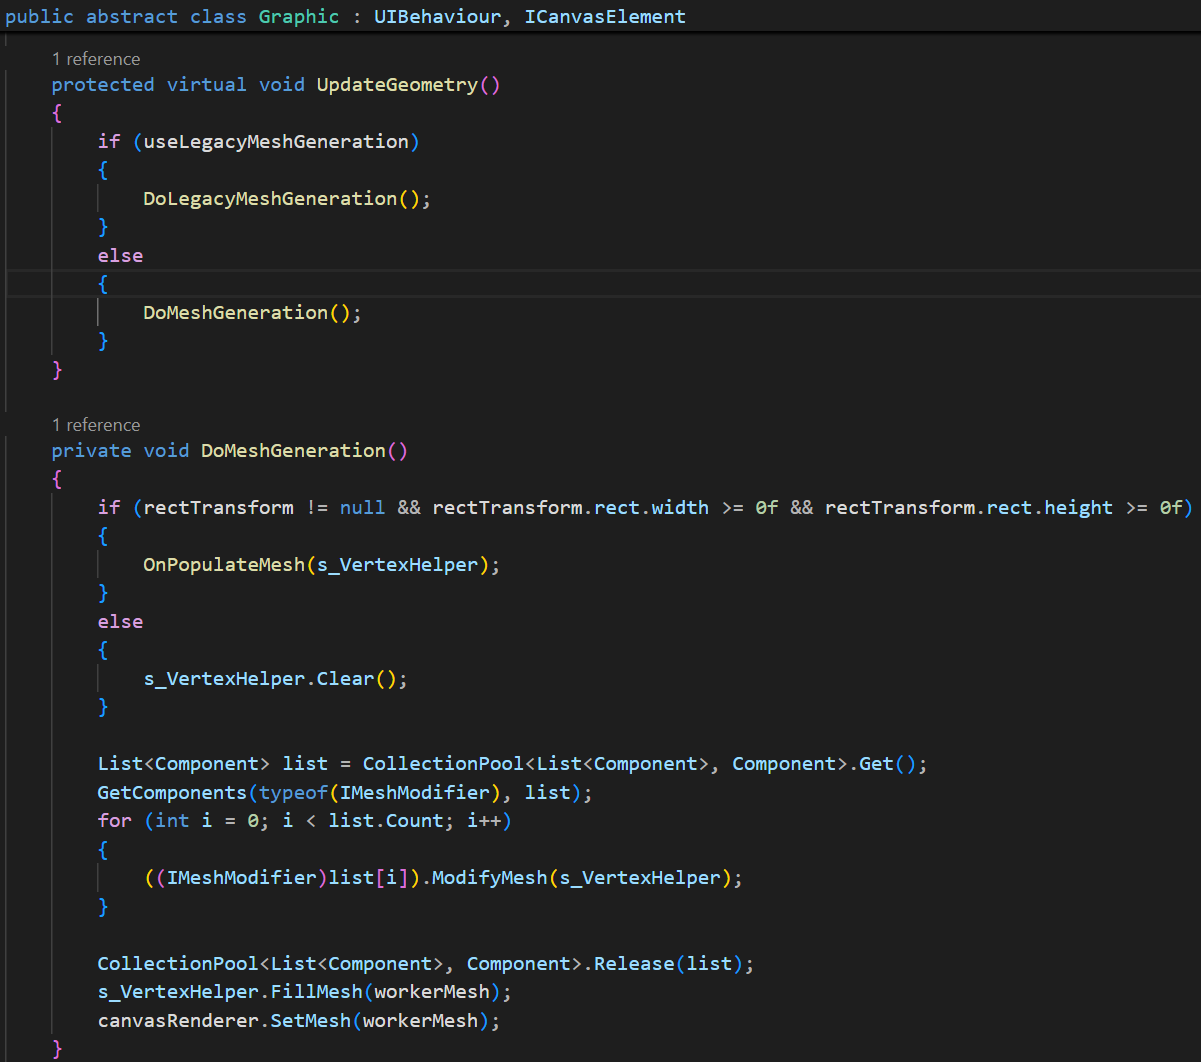 public abstract class Graphic : UIBehaviour, ICanvasElement
1 reference
protected virtual void UpdateGeometry()
{
if (useLegacyMeshGeneration)
{
DoLegacyMeshGeneration();
}
else
{
DoMeshGeneration();
}
}
1 reference
private void DoMeshGeneration()
{
if (rectTransform != null && rectTransform.rect.width >= 0f && rectTransform.rect.height >= 0f)
{
OnPopulateMesh(s_VertexHelper);
}
else
{
s_VertexHelper.Clear();
}
List<Component> list = CollectionPool<List<Component>, Component>.Get();
GetComponents(typeof(IMeshModifier), list);
for (int i = 0; i < list.Count; i++)
{
((IMeshModifier)list[i]).ModifyMesh(s_VertexHelper);
}
CollectionPool<List<Component>, Component>.Release(list);
s_VertexHelper.FillMesh(workerMesh);
canvasRenderer.SetMesh(workerMesh);
}